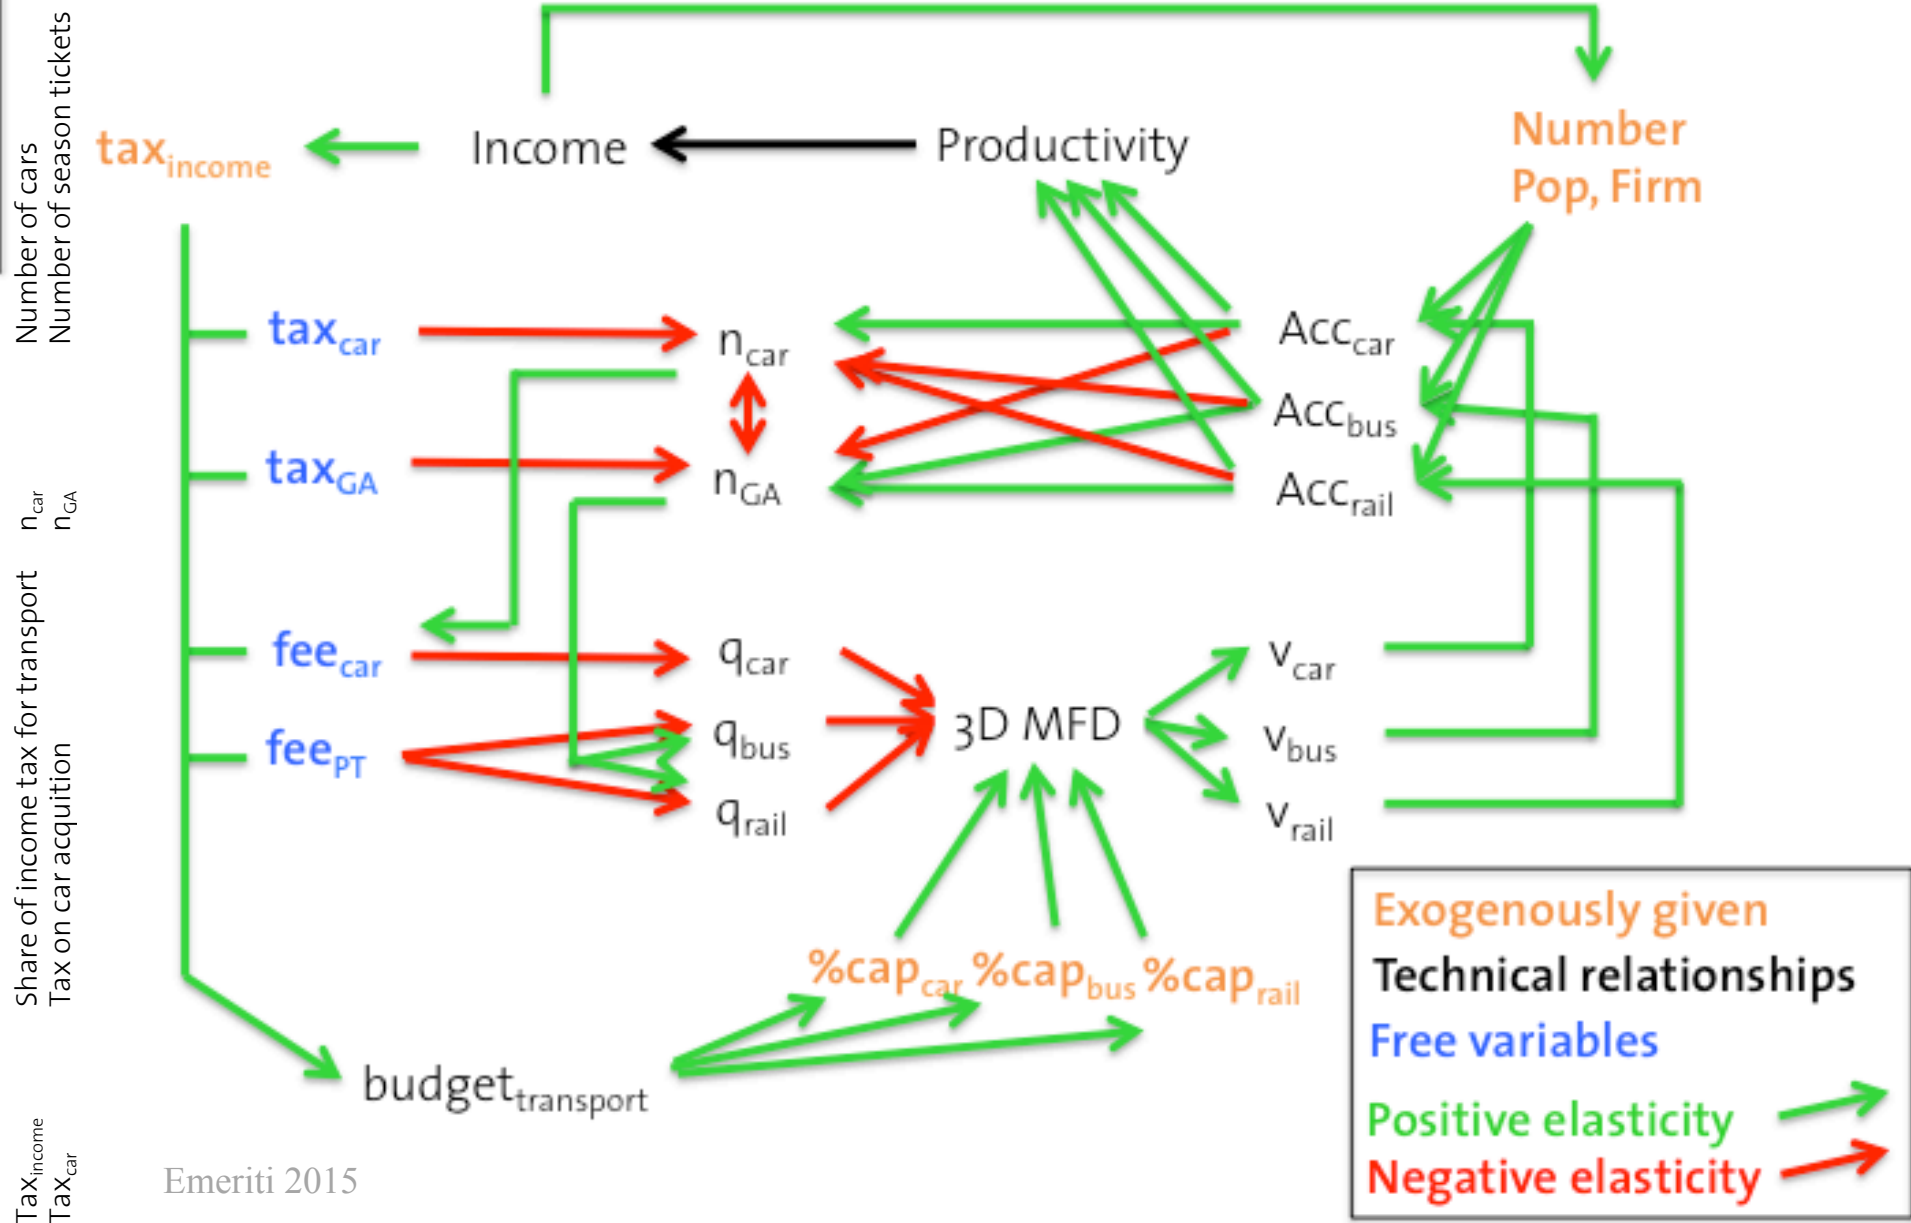 tax_income
Income
Productivity
Number
Pop, Firm
tax_car
n_car
Acc_car
Acc_bus
tax_GA
n_GA
Acc_rail
fee_car
q_car
v_car
fee_PT
q_bus
3D MFD
v_bus
q_rail
v_rail
%cap_car %cap_bus %cap_rail
budget_transport
Exogenously given
Technical relationships
Free variables
Positive elasticity
Negative elasticity
Emeriti 2015
Tax_income Share of income tax for transport n_car Number of cars
Tax_car Tax on car acquition n_GA Number of season tickets